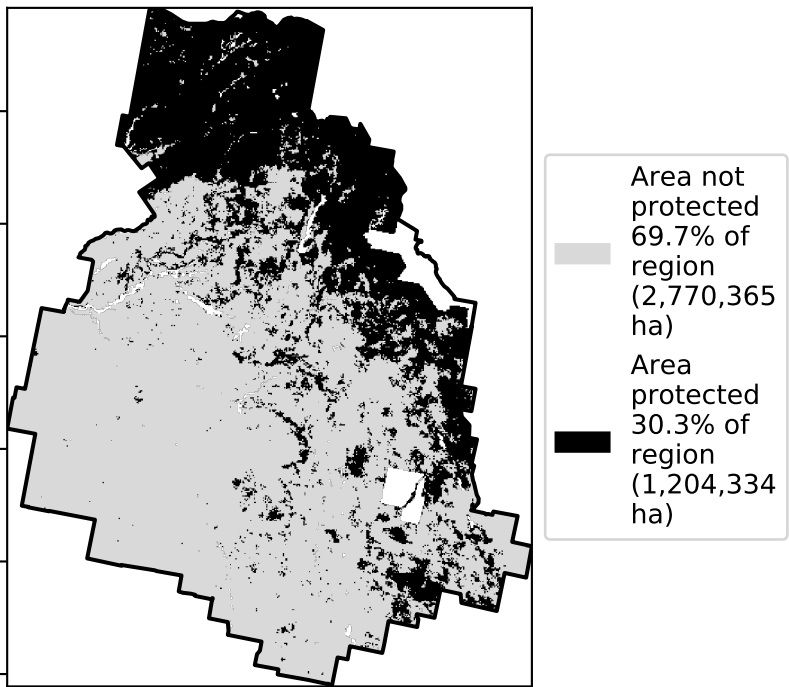 Area not
protected
69.7% of
region
(2,770,365
ha)
Area
protected
30.3% of
region
(1,204,334
ha)